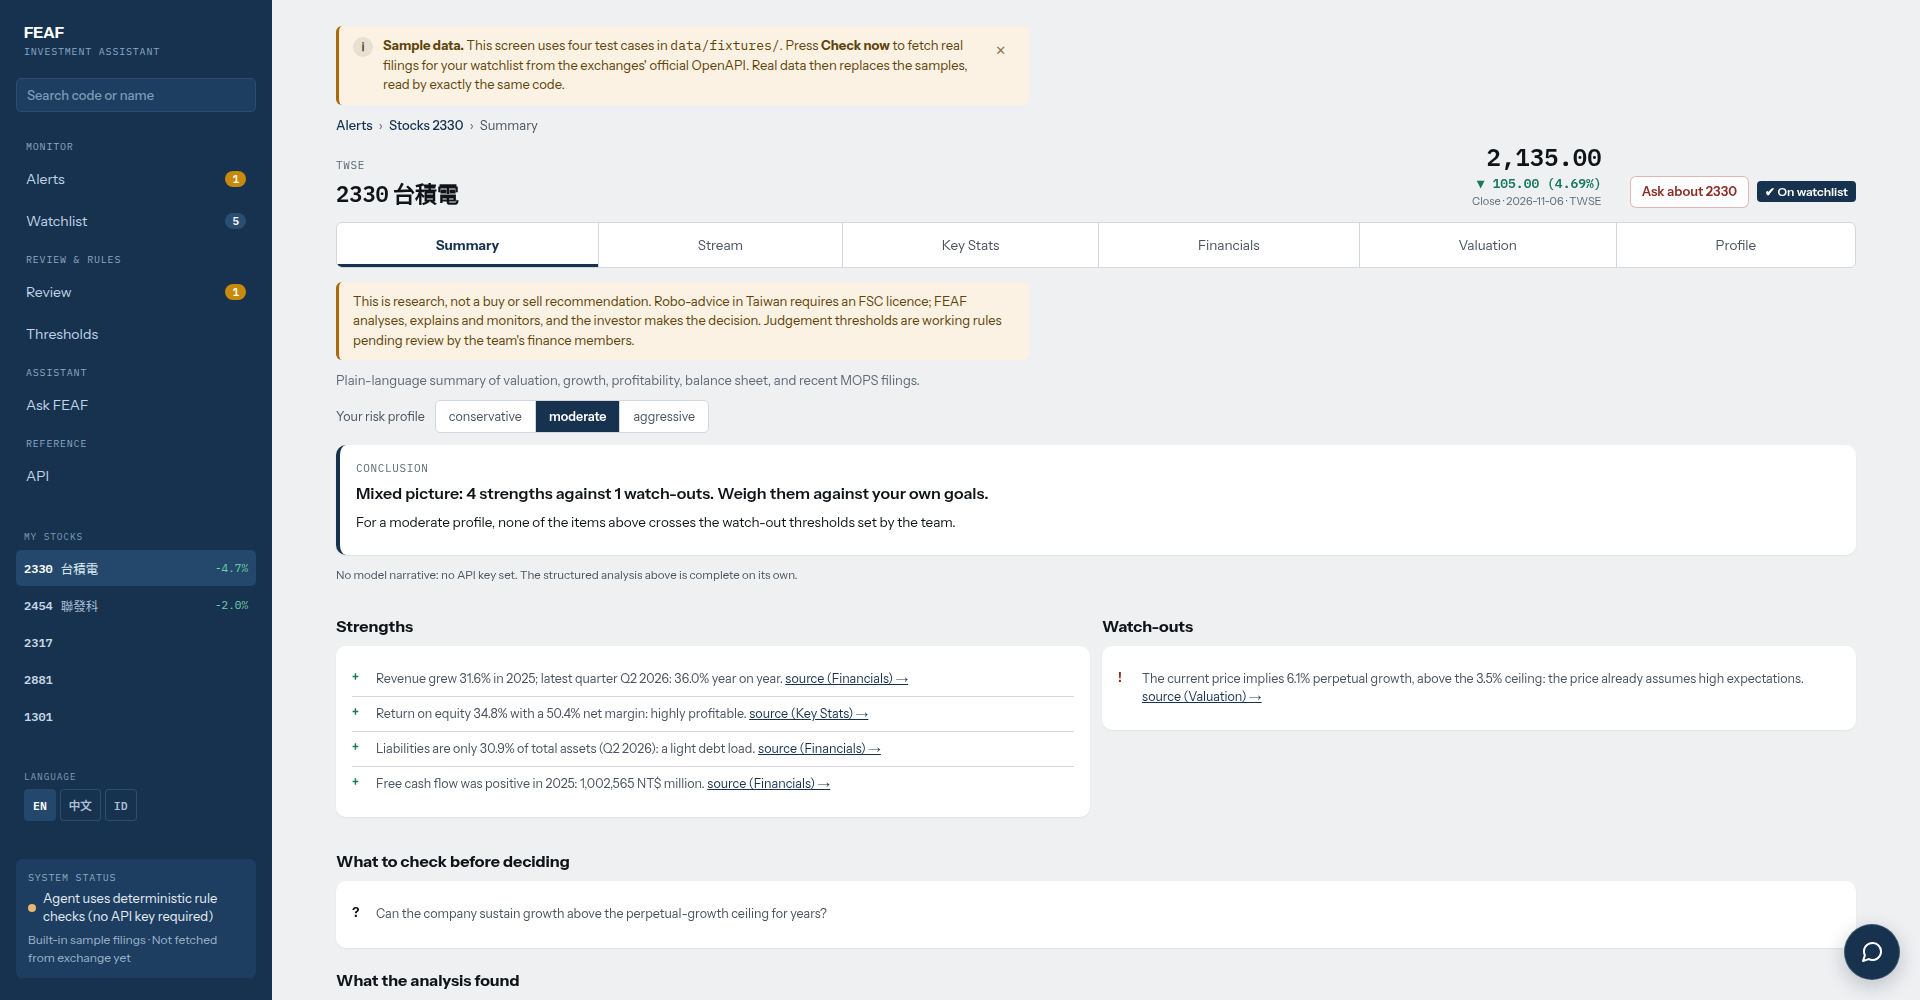 FEAF
INVESTMENT ASSISTANT
Search code or name
MONITOR
Alerts 1
Watchlist 5
REVIEW & RULES
Review 1
Thresholds
ASSISTANT
Ask FEAF
REFERENCE
API
MY STOCKS
2330 台積電 -4.7%
2454 聯發科 -2.0%
2317
2881
1301
LANGUAGE
EN 中文 ID
SYSTEM STATUS
Agent uses deterministic rule
checks (no API key required)
Built-in sample filings · Not fetched
from exchange yet
i Sample data. This screen uses four test cases in data/fixtures/. Press Check now to fetch real ×
filings for your watchlist from the exchanges' official OpenAPI. Real data then replaces the samples,
read by exactly the same code.
Alerts › Stocks 2330 › Summary
TWSE
2330 台積電
2,135.00
▼ 105.00 (4.69%)
Close · 2026-11-06 · TWSE
Ask about 2330
✔ On watchlist
Summary Stream Key Stats Financials Valuation Profile
This is research, not a buy or sell recommendation. Robo-advice in Taiwan requires an FSC licence; FEAF
analyses, explains and monitors, and the investor makes the decision. Judgement thresholds are working rules
pending review by the team's finance members.
Plain-language summary of valuation, growth, profitability, balance sheet, and recent MOPS filings.
Your risk profile conservative moderate aggressive
CONCLUSION
Mixed picture: 4 strengths against 1 watch-outs. Weigh them against your own goals.
For a moderate profile, none of the items above crosses the watch-out thresholds set by the team.
No model narrative: no API key set. The structured analysis above is complete on its own.
Strengths
+ Revenue grew 31.6% in 2025; latest quarter Q2 2026: 36.0% year on year. source (Financials) →
+ Return on equity 34.8% with a 50.4% net margin: highly profitable. source (Key Stats) →
+ Liabilities are only 30.9% of total assets (Q2 2026): a light debt load. source (Financials) →
+ Free cash flow was positive in 2025: 1,002,565 NT$ million. source (Financials) →
Watch-outs
! The current price implies 6.1% perpetual growth, above the 3.5% ceiling: the price already assumes high expectations.
source (Valuation) →
What to check before deciding
? Can the company sustain growth above the perpetual-growth ceiling for years?
What the analysis found